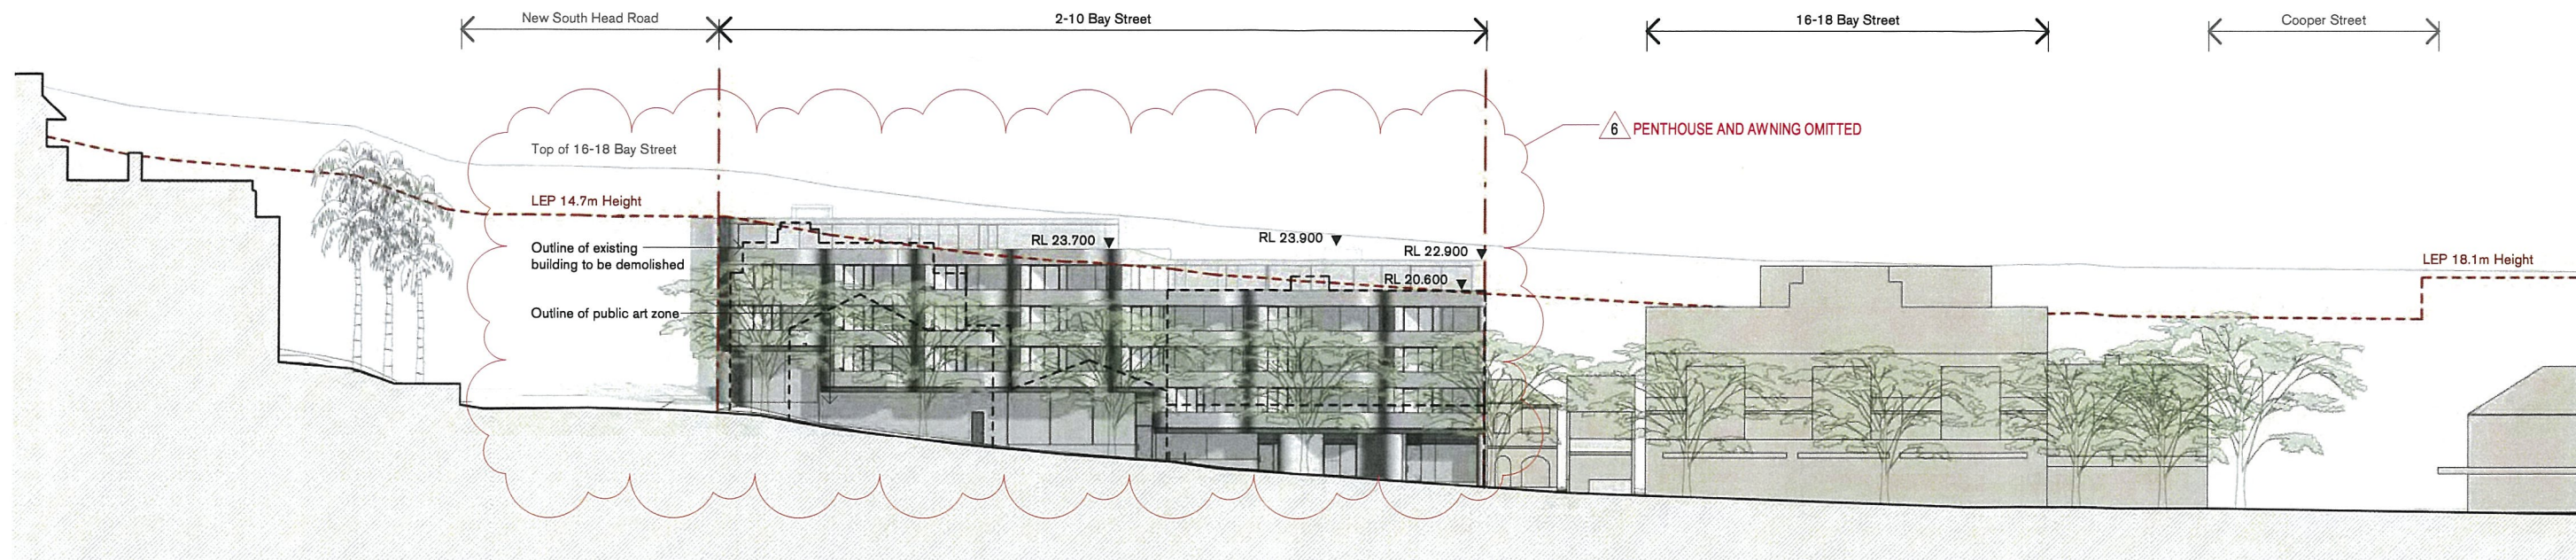 New South Head Road
2-10 Bay Street
16-18 Bay Street
Cooper Street
6 PENTHOUSE AND AWNING OMITTED
Top of 16-18 Bay Street
LEP 14.7m Height
Outline of existing
building to be demolished
RL 23.700
RL 23.900
RL 22.900
RL 20.600
LEP 18.1m Height
Outline of public art zone